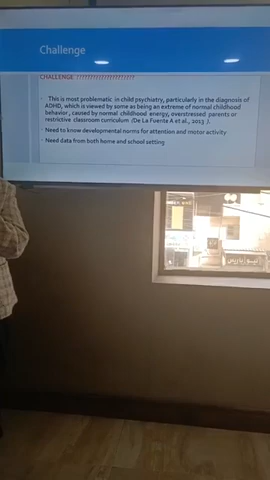 Challenge
CHALLENGE ????????????????????
- This is most problematic in child psychiatry, particularly in the diagnosis of
ADHD, which is viewed by some as being an extreme of normal childhood
behavior, caused by normal childhood energy, overstressed parents or
restrictive classroom curriculum (De La Fuente A et al., 2013 ).
- Need to know developmental norms for attention and motor activity
- Need data from both home and school setting